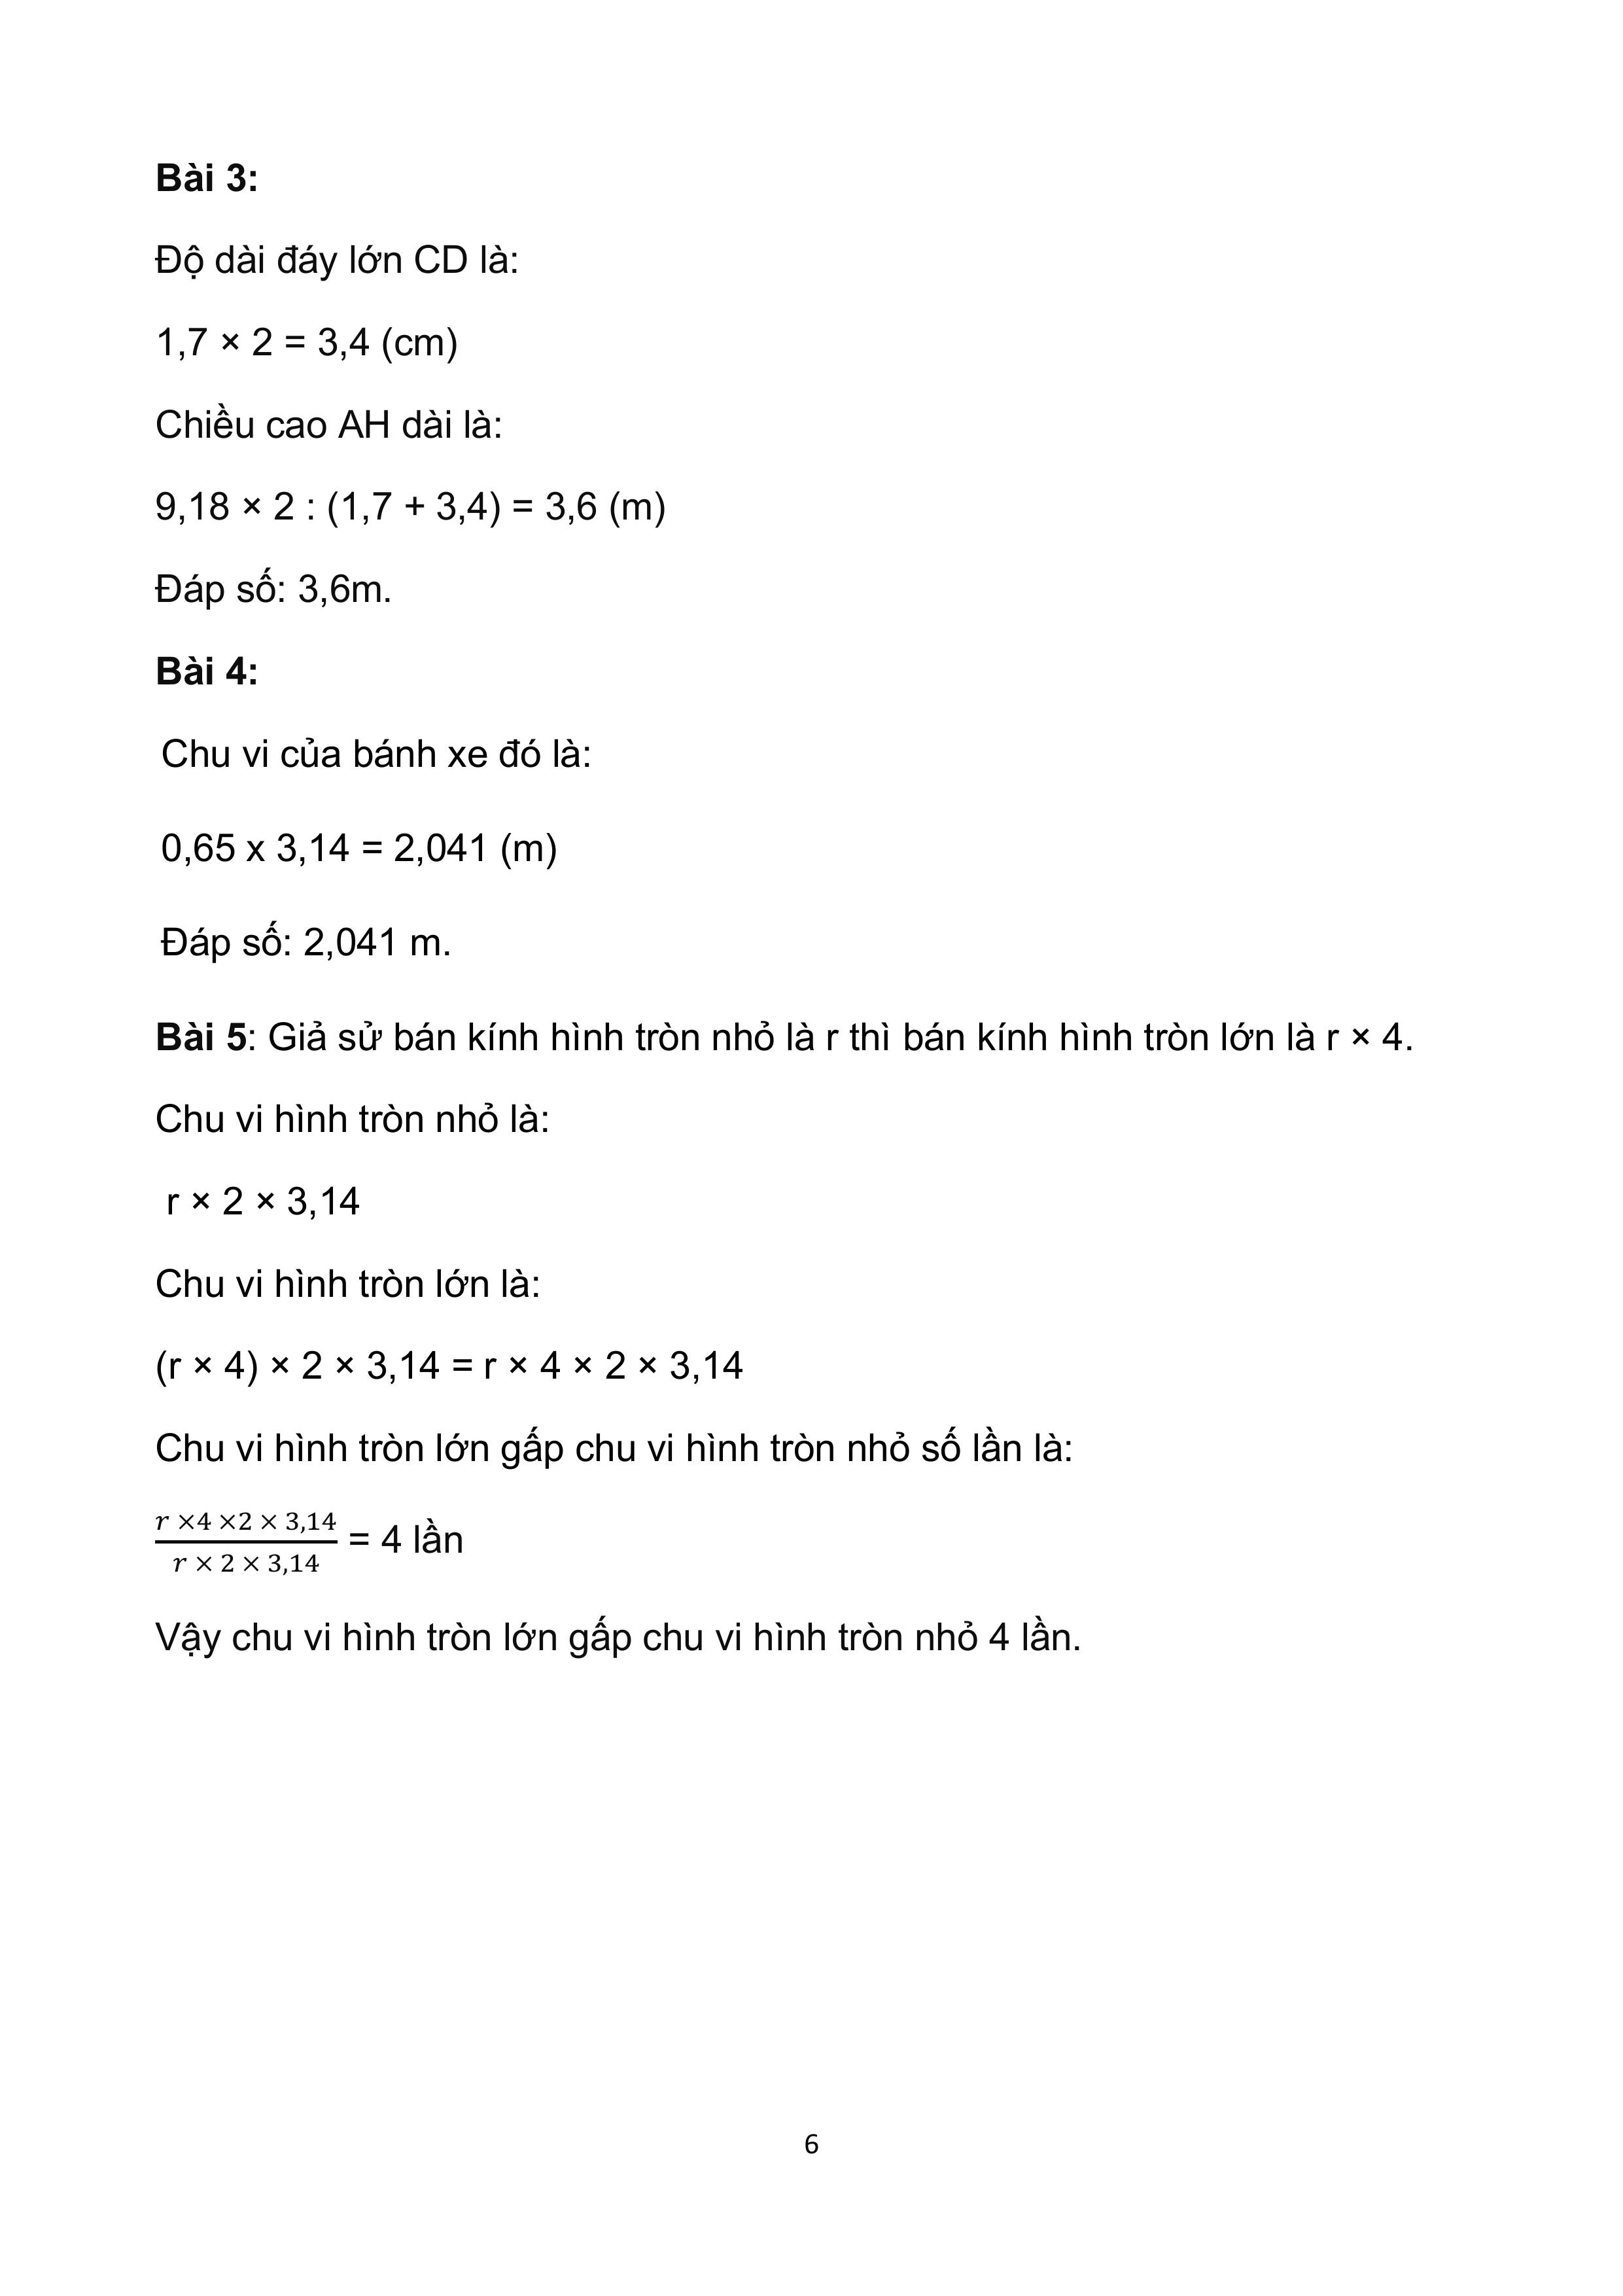 Bài 3:
Độ dài đáy lớn CD là:
1,7 × 2 = 3,4 (cm)
Chiều cao AH dài là:
9,18 × 2 : (1,7 + 3,4) = 3,6 (m)
Đáp số: 3,6m.
Bài 4:
Chu vi của bánh xe đó là:
0,65 x 3,14 = 2,041 (m)
Đáp số: 2,041 m.
Bài 5: Giả sử bán kính hình tròn nhỏ là r thì bán kính hình tròn lớn là r × 4.
Chu vi hình tròn nhỏ là:
r × 2 × 3,14
Chu vi hình tròn lớn là:
(r × 4) × 2 × 3,14 = r × 4 × 2 × 3,14
Chu vi hình tròn lớn gấp chu vi hình tròn nhỏ số lần là:
r ×4 ×2 × 3,14
r × 2 × 3,14
= 4 lần
Vậy chu vi hình tròn lớn gấp chu vi hình tròn nhỏ 4 lần.
6